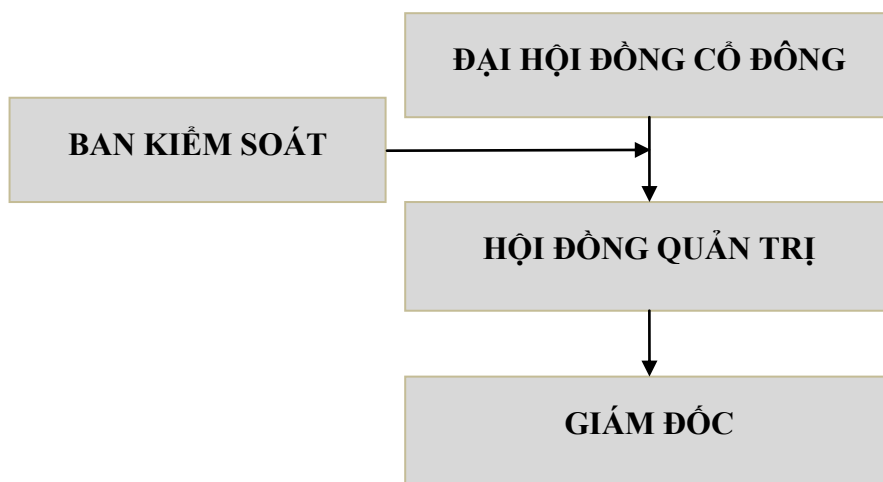 ĐẠI HỘI ĐỒNG CỔ ĐÔNG
BAN KIỂM SOÁT
HỘI ĐỒNG QUẢN TRỊ
GIÁM ĐỐC